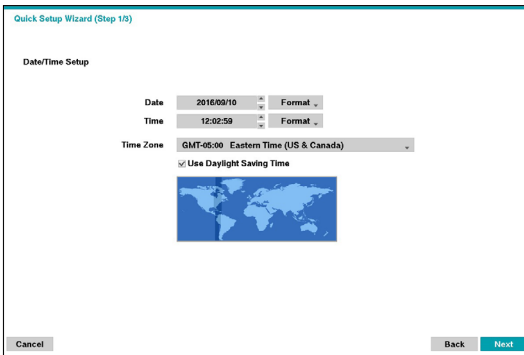 Quick Setup Wizard (Step 1/3)
Date/Time Setup
Date 2016/09/10 Format
Time 12:02:59 Format
Time Zone GMT-05:00 Eastern Time (US & Canada)
Use Daylight Saving Time
Cancel Back Next